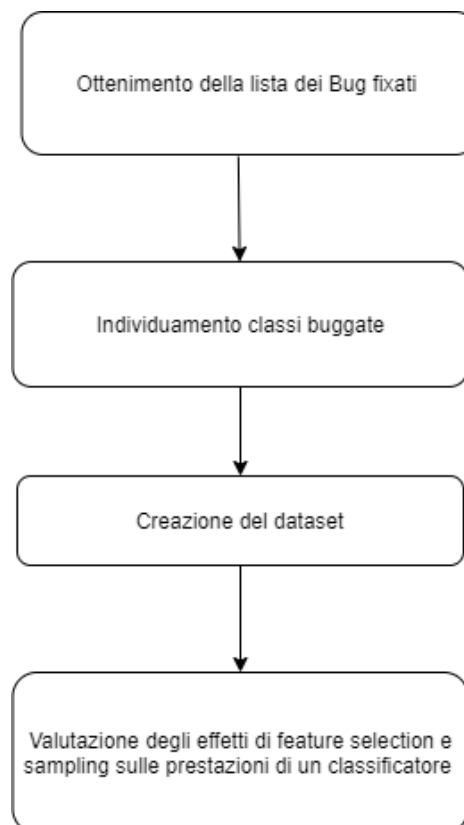 Ottenimento della lista dei Bug fixati
Individuamento classi buggate
Creazione del dataset
Valutazione degli effetti di feature selection e
sampling sulle prestazioni di un classificatore